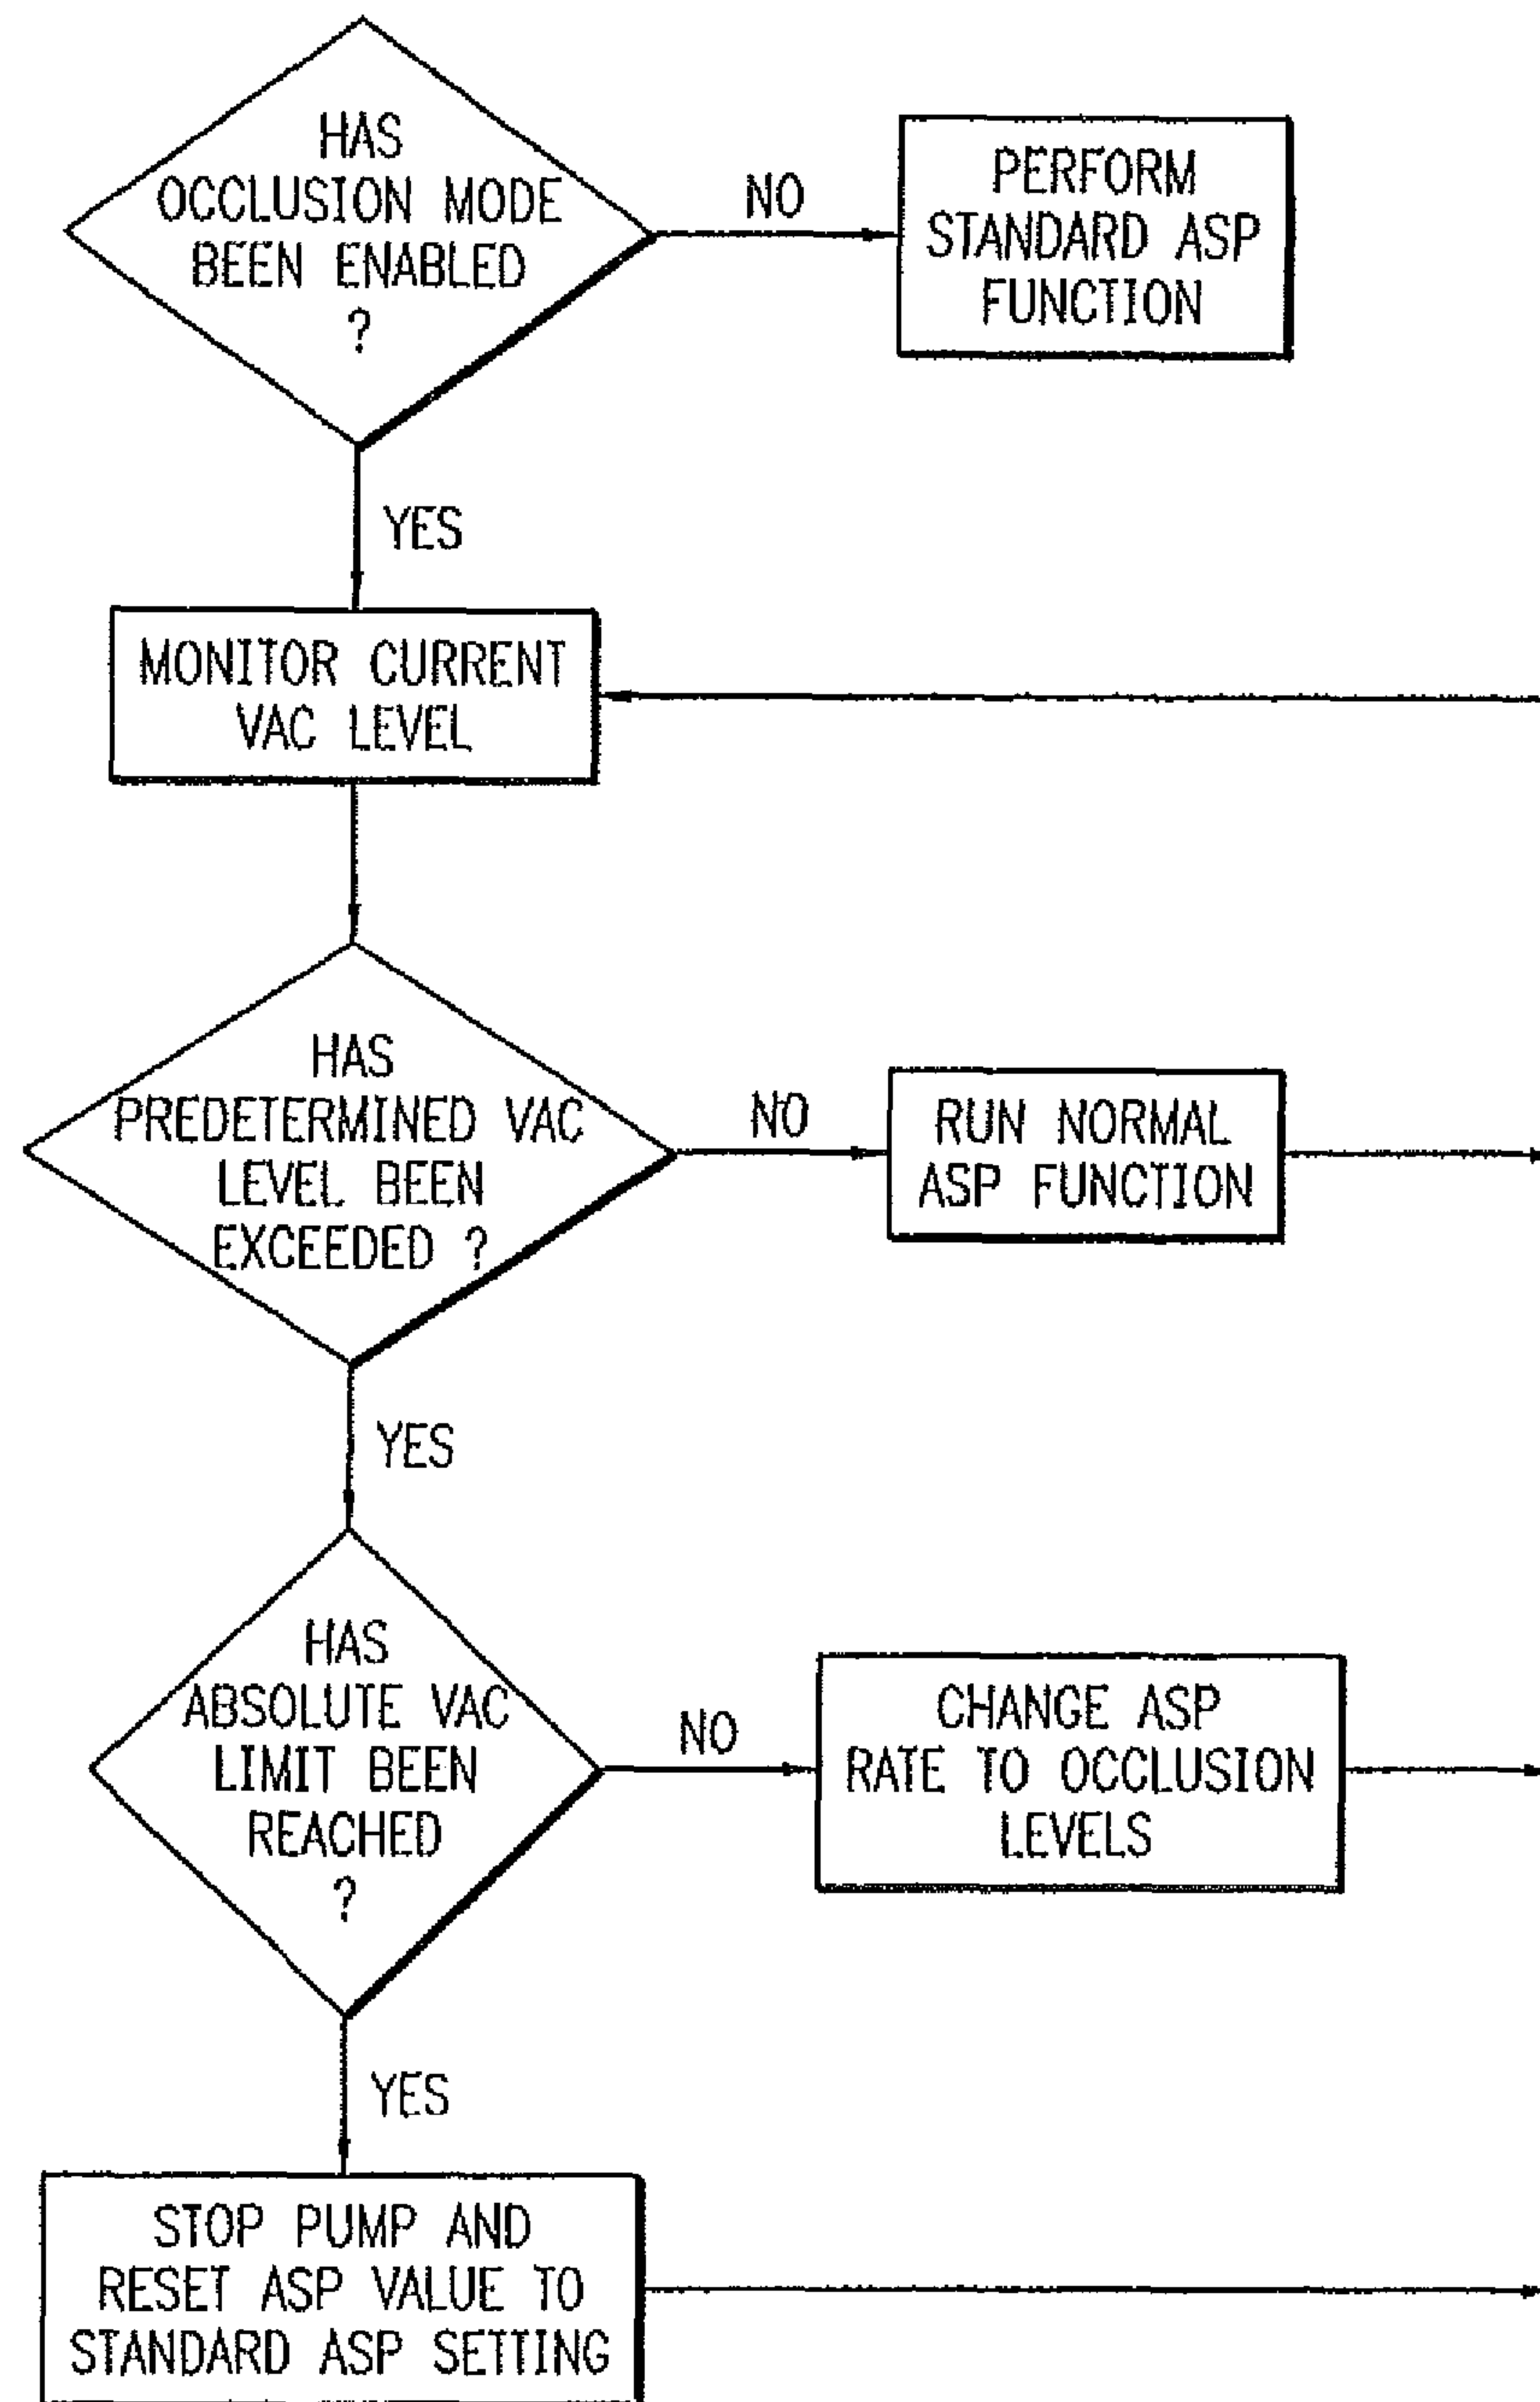 HAS
OCCLUSION MODE
BEEN ENABLED
?
NO
PERFORM
STANDARD ASP
FUNCTION
YES
MONITOR CURRENT
VAC LEVEL
HAS
PREDETERMINED VAC
LEVEL BEEN
EXCEEDED ?
NO
RUN NORMAL
ASP FUNCTION
YES
HAS
ABSOLUTE VAC
LIMIT BEEN
REACHED
?
NO
CHANGE ASP
RATE TO OCCLUSION
LEVELS
YES
STOP PUMP AND
RESET ASP VALUE TO
STANDARD ASP SETTING